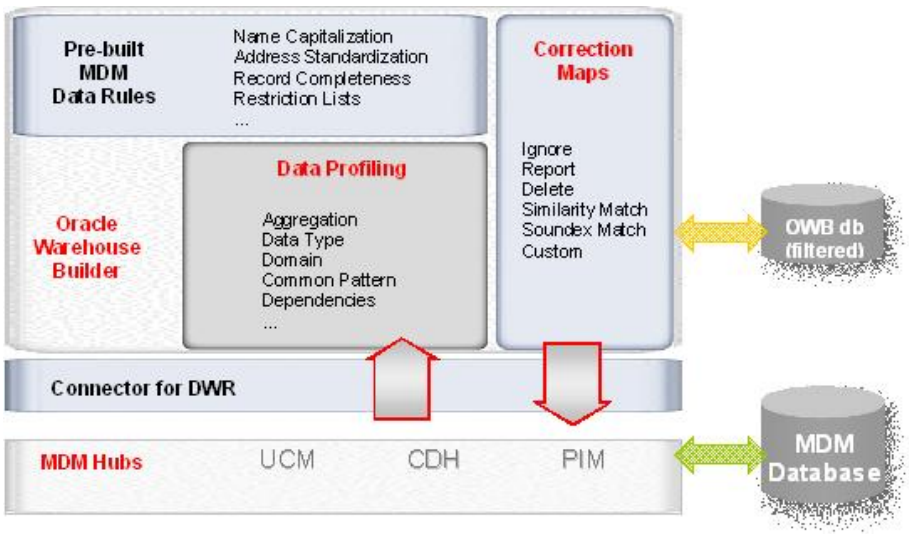 Pre-built
MDM
Data Rules
Name Capitalization
Address Standardization
Record Completeness
Restriction Lists
...
Correction
Maps
Ignore
Report
Delete
Similarity Match
Soundex Match
Custom
Oracle
Warehouse
Builder
Data Profiling
Aggregation
Data Type
Domain
Common Pattern
Dependencies
...
OWB db
(filtered)
Connector for DWR
MDM Hubs
UCM
CDH
PIM
MDM
Database